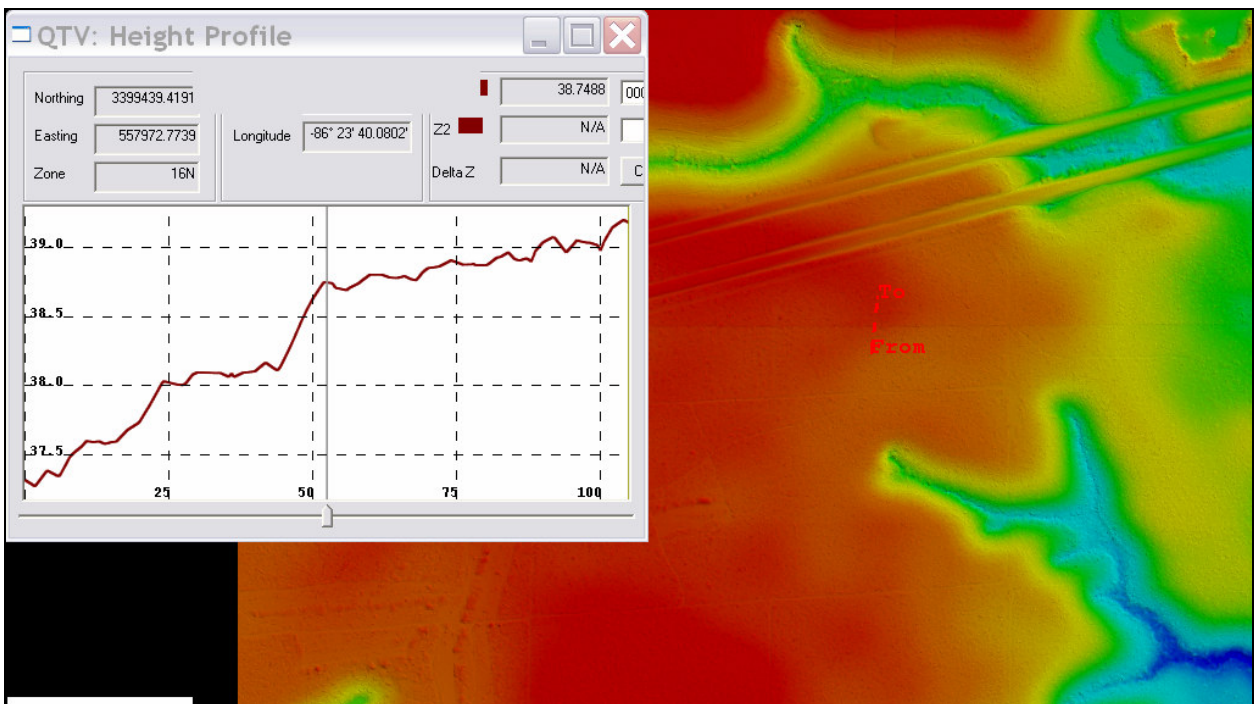 QTV: Height Profile
Northing 3399439.4191
Easting 557972.7739
Zone 16N
Longitude -86° 23' 40.0802'
38.7488
Z2 N/A
Delta Z N/A
39.0
38.5
38.0
37.5
25 50 75 100
To
From